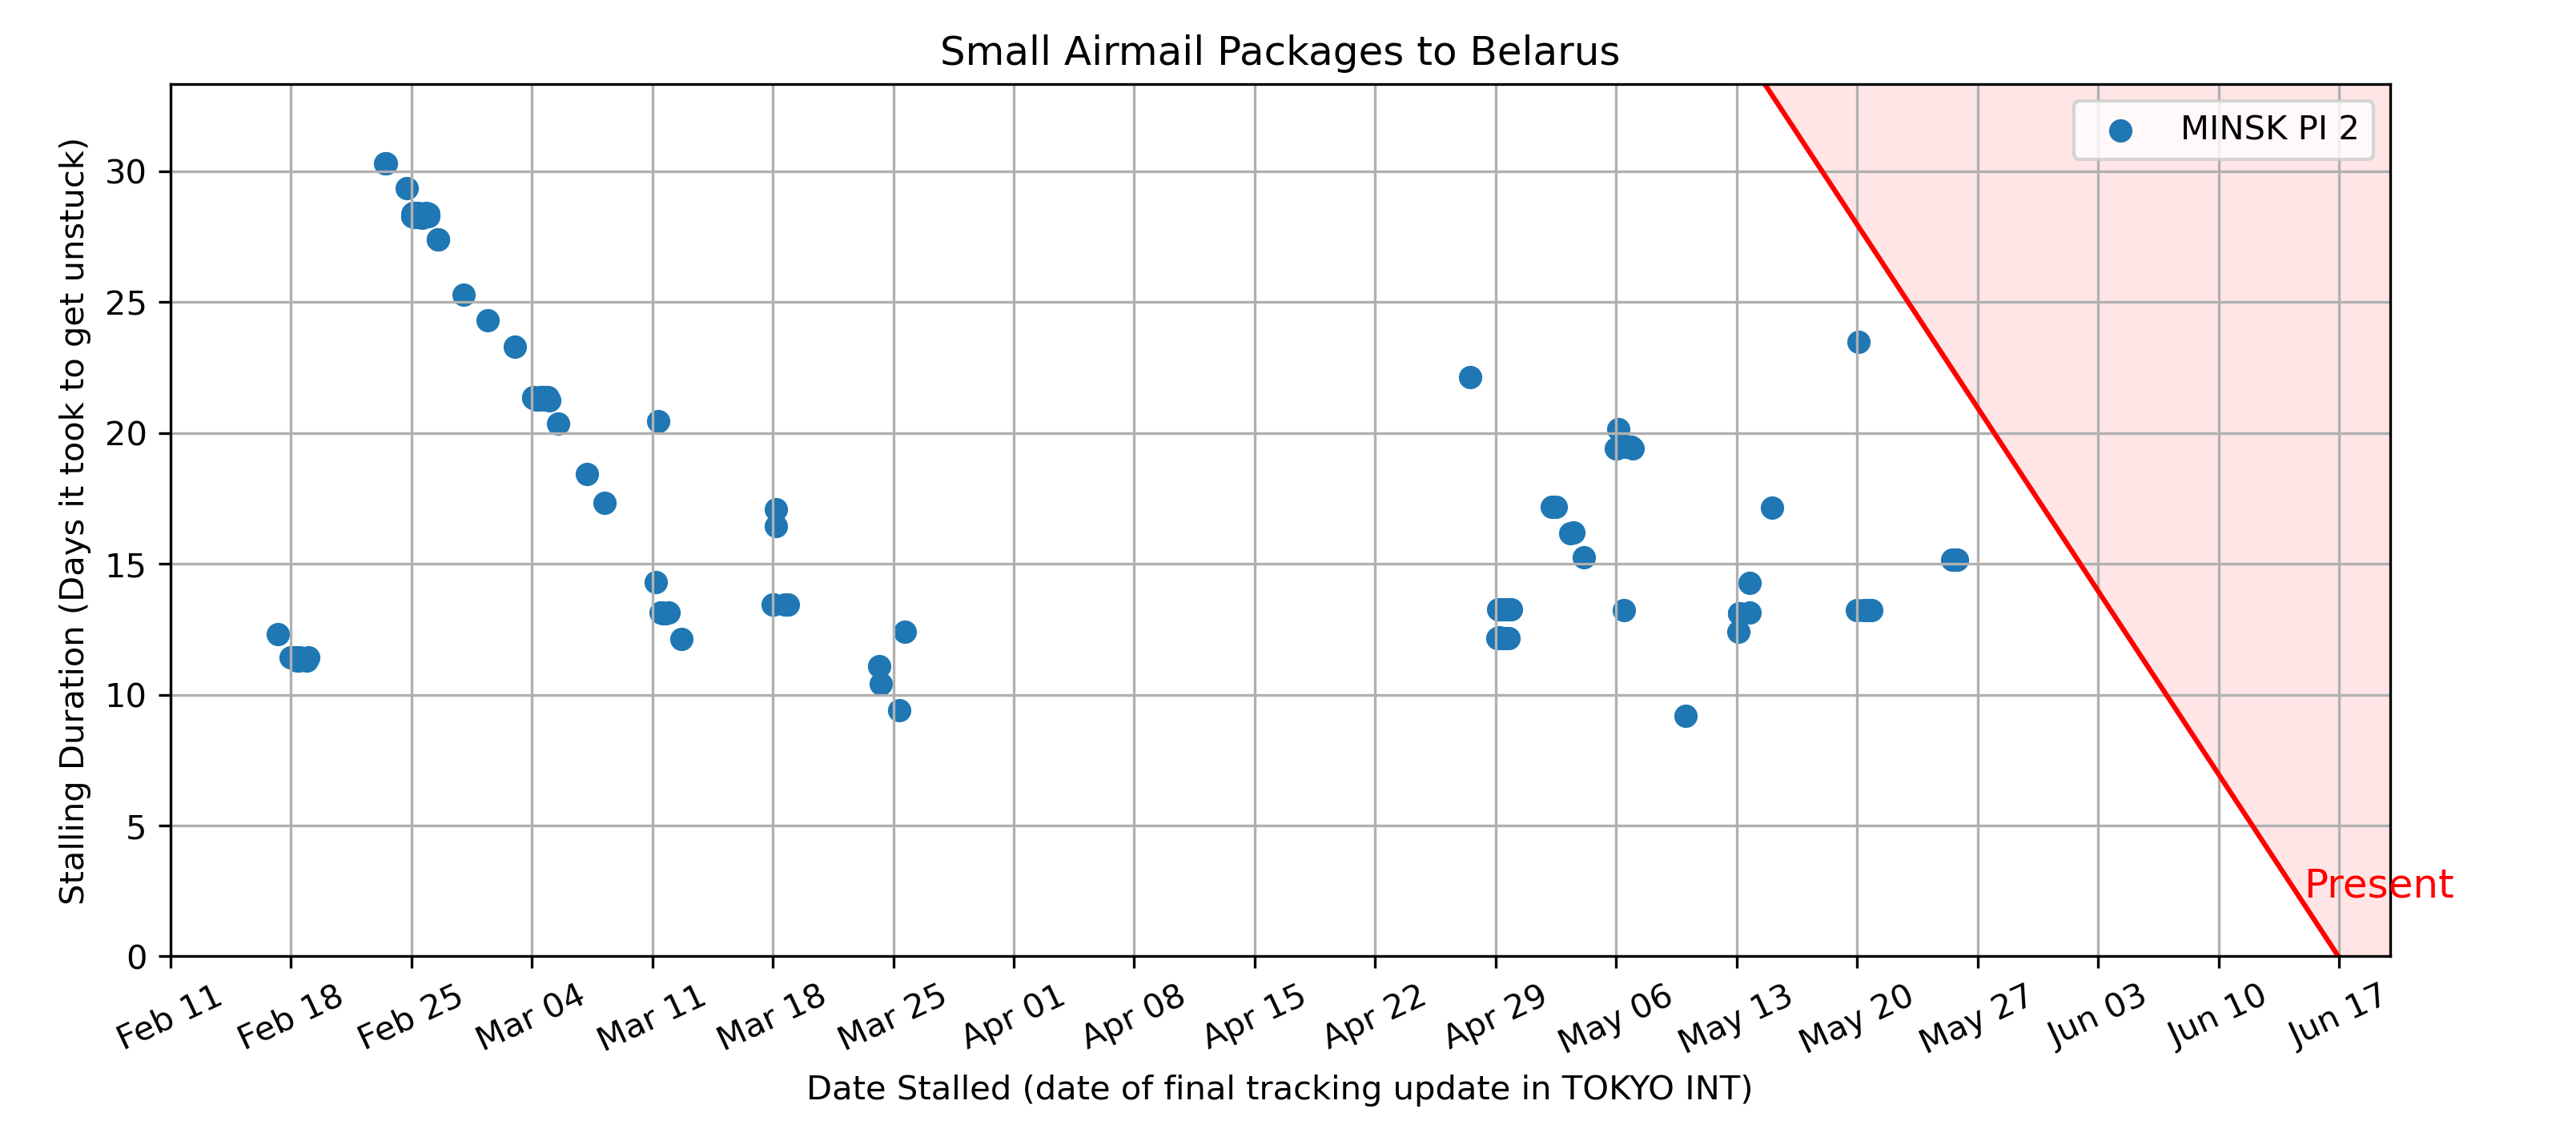 Small Airmail Packages to Belarus
MINSK PI 2
Stalling Duration (Days it took to get unstuck)
30
25
20
15
10
5
0
Present
Feb 11
Feb 18
Feb 25
Mar 04
Mar 11
Mar 18
Mar 25
Apr 01
Apr 08
Apr 15
Apr 22
Apr 29
May 06
May 13
May 20
May 27
Jun 03
Jun 10
Jun 17
Date Stalled (date of final tracking update in TOKYO INT)